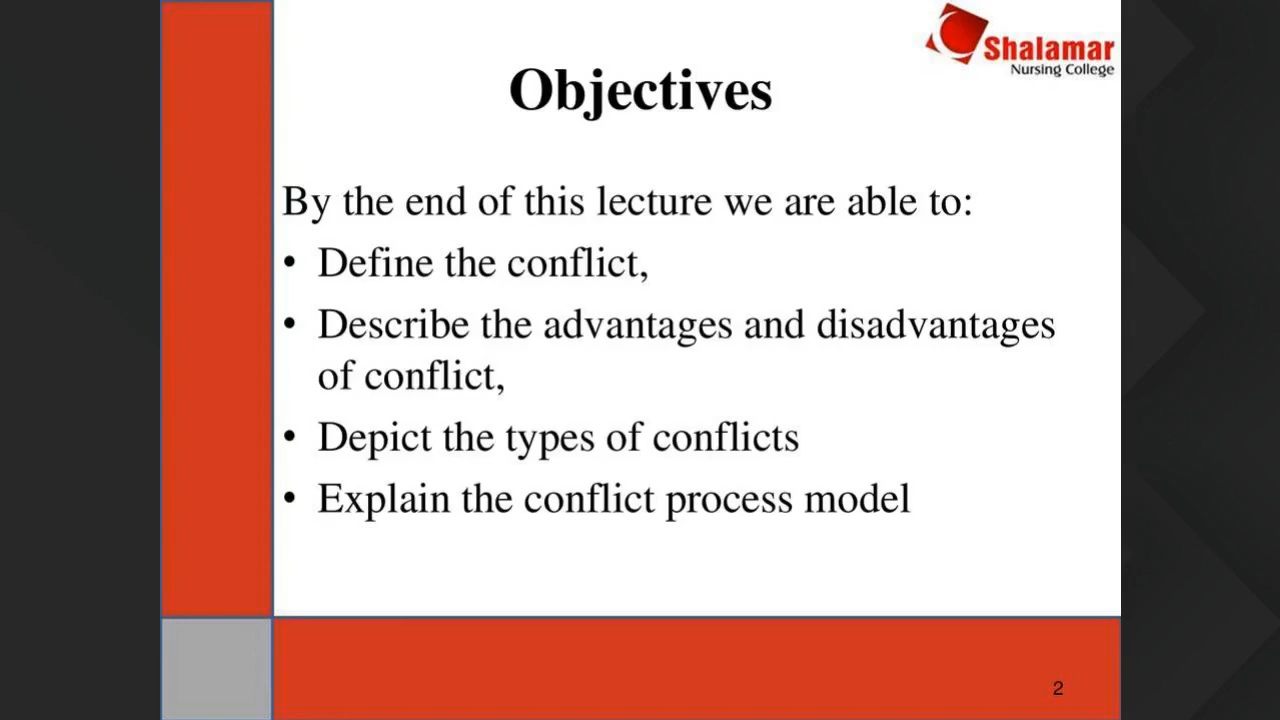 Shalamar
Nursing College
Objectives
By the end of this lecture we are able to:
• Define the conflict,
• Describe the advantages and disadvantages
of conflict,
• Depict the types of conflicts
• Explain the conflict process model
2